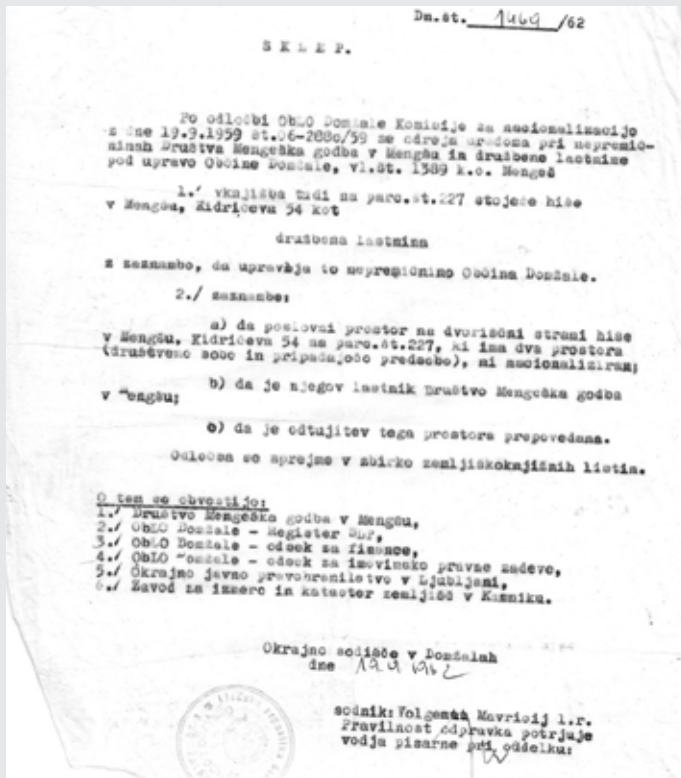 Dn.št. 1469 /62
S K L E P.
Po odločbi ObLO Domžale Komisije za nacionalizacijo
z dne 19.9.1959 št.06-288c/59 se odreja uradoma pri nepremič-
ninah Društva Mengeška godba v Mengšu in družbene lastnine
pod upravo Občine Domžale, vl.št. 1389 k.o. Mengeš
1./ vknjižba tudi na parc.št.227 stoječe hiše
v Mengšu, Kidričeva 54 kot
družbena lastnina
z zaznambo, da upravlja to nepremičnino Občina Domžale.
2./ zaznambe:
a) da poslovni prostor na dvoriščni strani hiše
v Mengšu, Kidričeva 54 na parc.št.227, ki ima dva prostora
(društveno sobo in pripadajočo predsobo), ni nacionaliziran;
b) da je njegov lastnik Društvo Mengeška godba
v "engšu;
c) da je odtujitev tega prostora prepovedana.
Odločba se sprejme v zbirko zemljiškoknjižnih listin.
O tem se obvestijo:
1./ Društvo Mengeška godba v Mengšu,
2./ ObLO Domžale - Register DLP,
3./ ObLO Domžale - odsek za finance,
4./ ObLO "omžale - odsek za imovinsko pravne zadeve,
5./ Okrajno javno pravobranilstvo v Ljubljani,
6./ Zavod za izmero in kataster zemljišč v Kamniku.
Okrajno sodišče v Domžalah
dne
sodnik: Volgemut Mavricij l.r.
Pravilnost odpravka potrjuje
vodja pisarne pri oddelku: